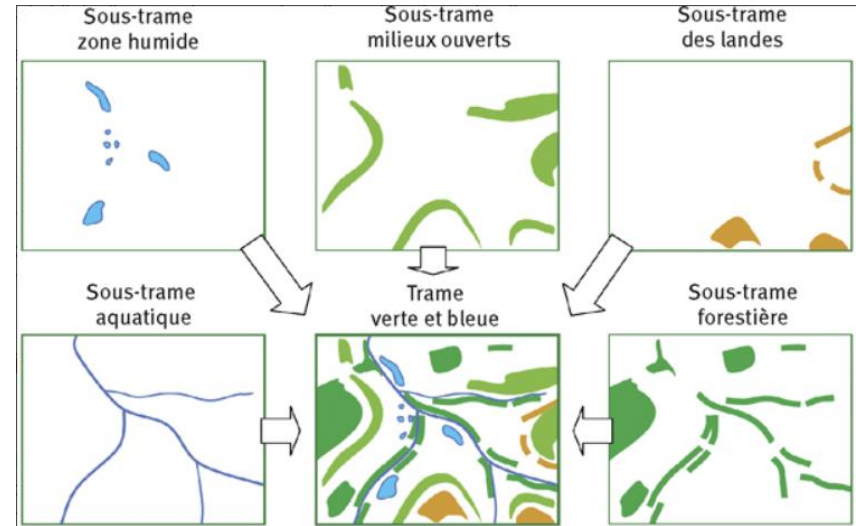 Sous-trame
zone humide
Sous-trame
milieux ouverts
Sous-trame
des landes
Sous-trame
aquatique
Trame
verte et bleue
Sous-trame
forestière